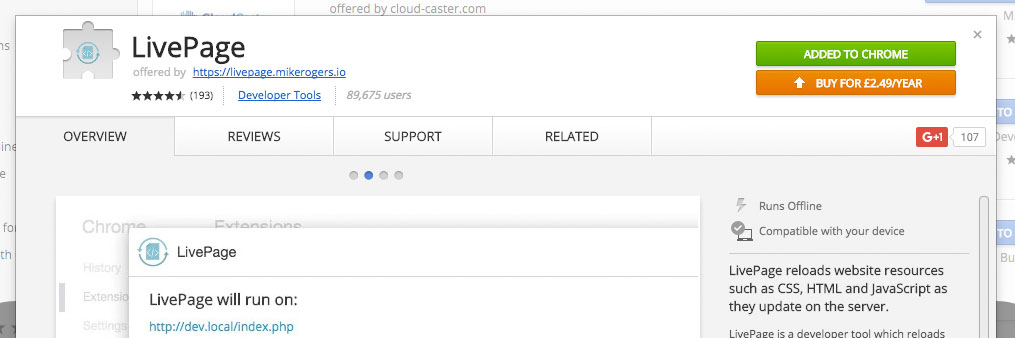 offered by cloud-caster.com
LivePage
offered by https://livepage.mikerogers.io
(193) Developer Tools 89,675 users
ADDED TO CHROME
BUY FOR £2.49/YEAR
OVERVIEW REVIEWS SUPPORT RELATED
G+1 107
Chrome Extensions
History
Extensio
Settings
LivePage
LivePage will run on:
http://dev.local/index.php
Runs Offline
Compatible with your device
LivePage reloads website resources
such as CSS, HTML and JavaScript as
they update on the server.
LivePage is a developer tool which reloads